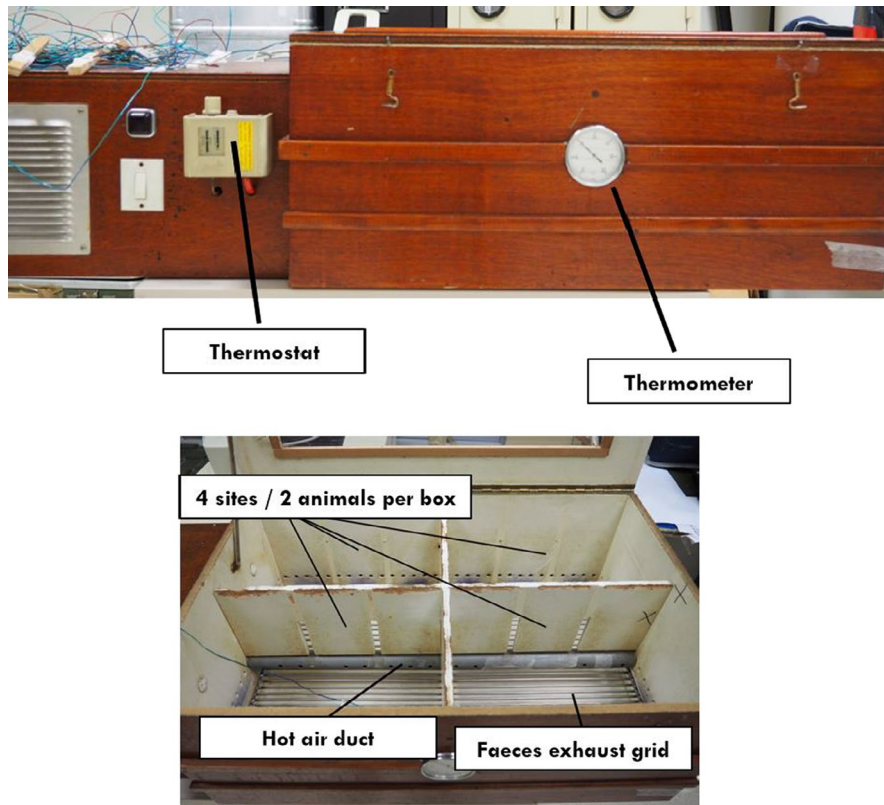 Thermostat
Thermometer
4 sites / 2 animals per box
Hot air duct
Faeces exhaust grid